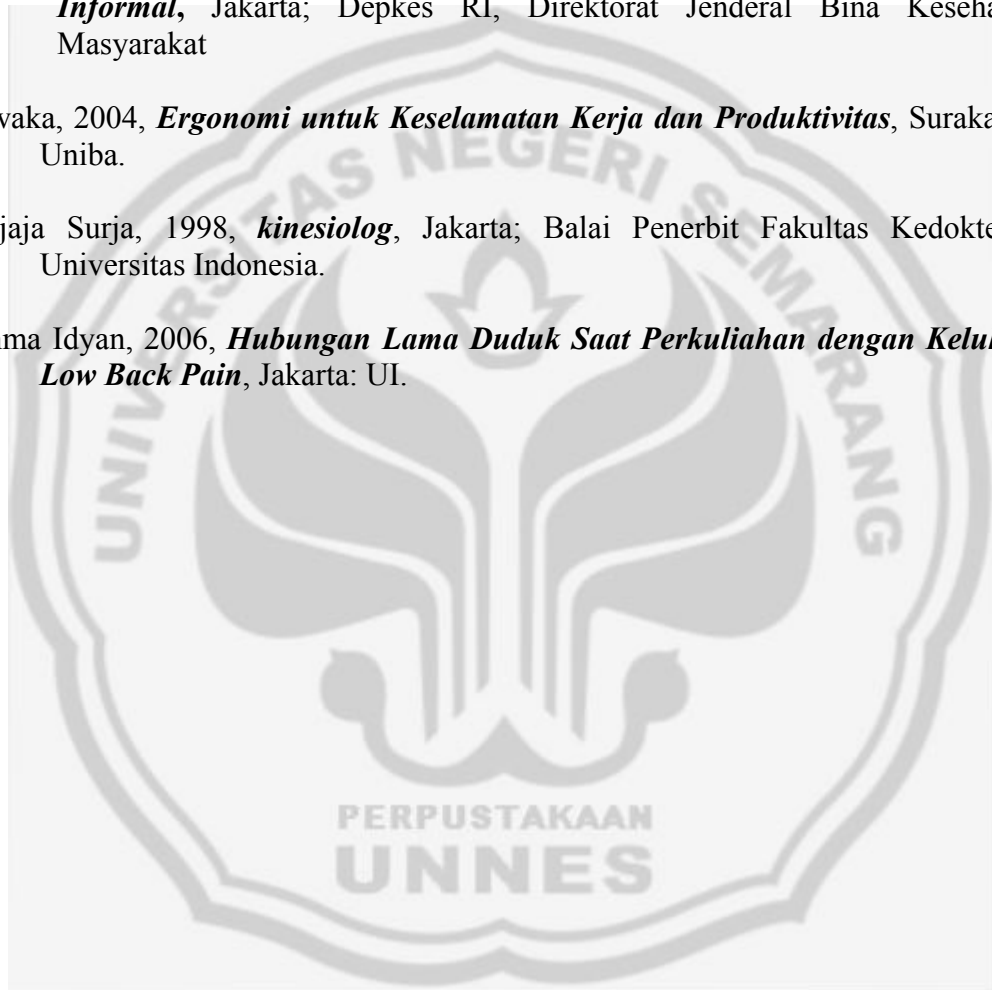 Informal, Jakarta; Depkes RI, Direktorat Jenderal Bina Keseha
Masyarakat
vaka, 2004, Ergonomi untuk Keselamatan Kerja dan Produktivitas, Suraka
Uniba.
jaja Surja, 1998, kinesiolog, Jakarta; Balai Penerbit Fakultas Kedokte
Universitas Indonesia.
ma Idyan, 2006, Hubungan Lama Duduk Saat Perkuliahan dengan Kelu
Low Back Pain, Jakarta: UI.
UNIVERSITAS NEGERI SEMARANG
PERPUSTAKAAN
UNNES